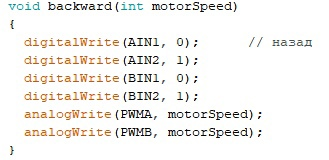 void backward(int motorSpeed)
{
digitalWrite(AIN1, 0); // назад
digitalWrite(AIN2, 1);
digitalWrite(BIN1, 0);
digitalWrite(BIN2, 1);
analogWrite(PWMA, motorSpeed);
analogWrite(PWMB, motorSpeed);
}